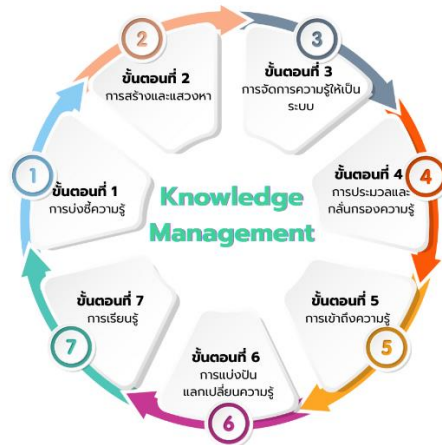 2
ขั้นตอนที่ 2
การสร้างและแสวงหา
3
ขั้นตอนที่ 3
การจัดการความรู้ให้เป็น
ระบบ
1
ขั้นตอนที่ 1
การบ่งชี้ความรู้
Knowledge
Management
4
ขั้นตอนที่ 4
การประมวลและ
กลั่นกรองความรู้
7
ขั้นตอนที่ 7
การเรียบรู้
5
ขั้นตอนที่ 5
การเข้าถึงความรู้
6
ขั้นตอนที่ 6
การแบ่งปัน
แลกเปลี่ยนความรู้